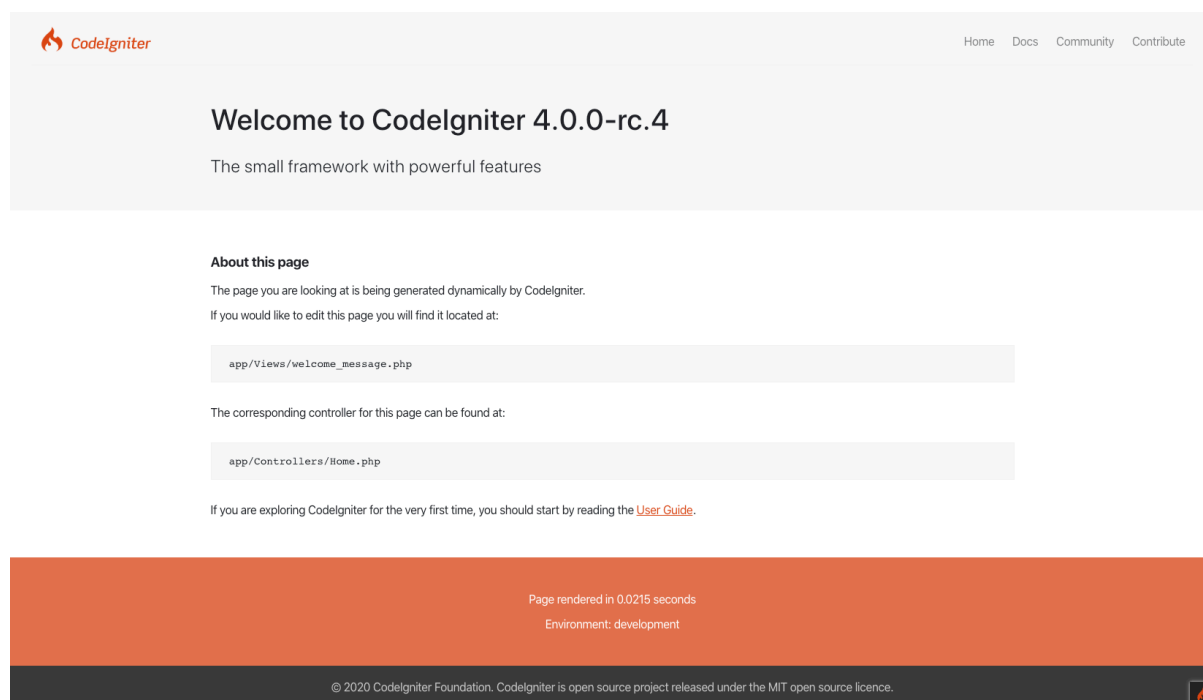 CodeIgniter
Home Docs Community Contribute
Welcome to CodeIgniter 4.0.0-rc.4
The small framework with powerful features
About this page
The page you are looking at is being generated dynamically by CodeIgniter.
If you would like to edit this page you will find it located at:
app/Views/welcome_message.php
The corresponding controller for this page can be found at:
app/Controllers/Home.php
If you are exploring CodeIgniter for the very first time, you should start by reading the User Guide.
Page rendered in 0.0215 seconds
Environment: development
© 2020 CodeIgniter Foundation. CodeIgniter is open source project released under the MIT open source licence.